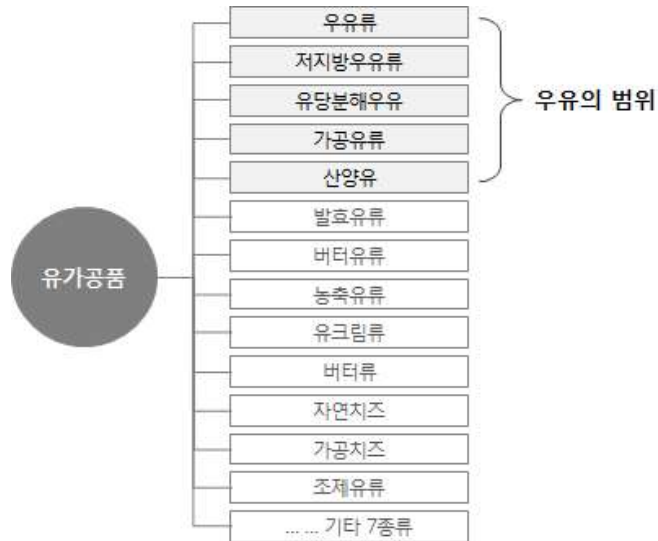 우유류
저지방우유류
유당분해우유
가공유류
산양유
우유의 범위
유가공품
발효유류
버터유류
농축유류
유크림류
버터류
자연치즈
가공치즈
조제유류
... ... 기타 7종류